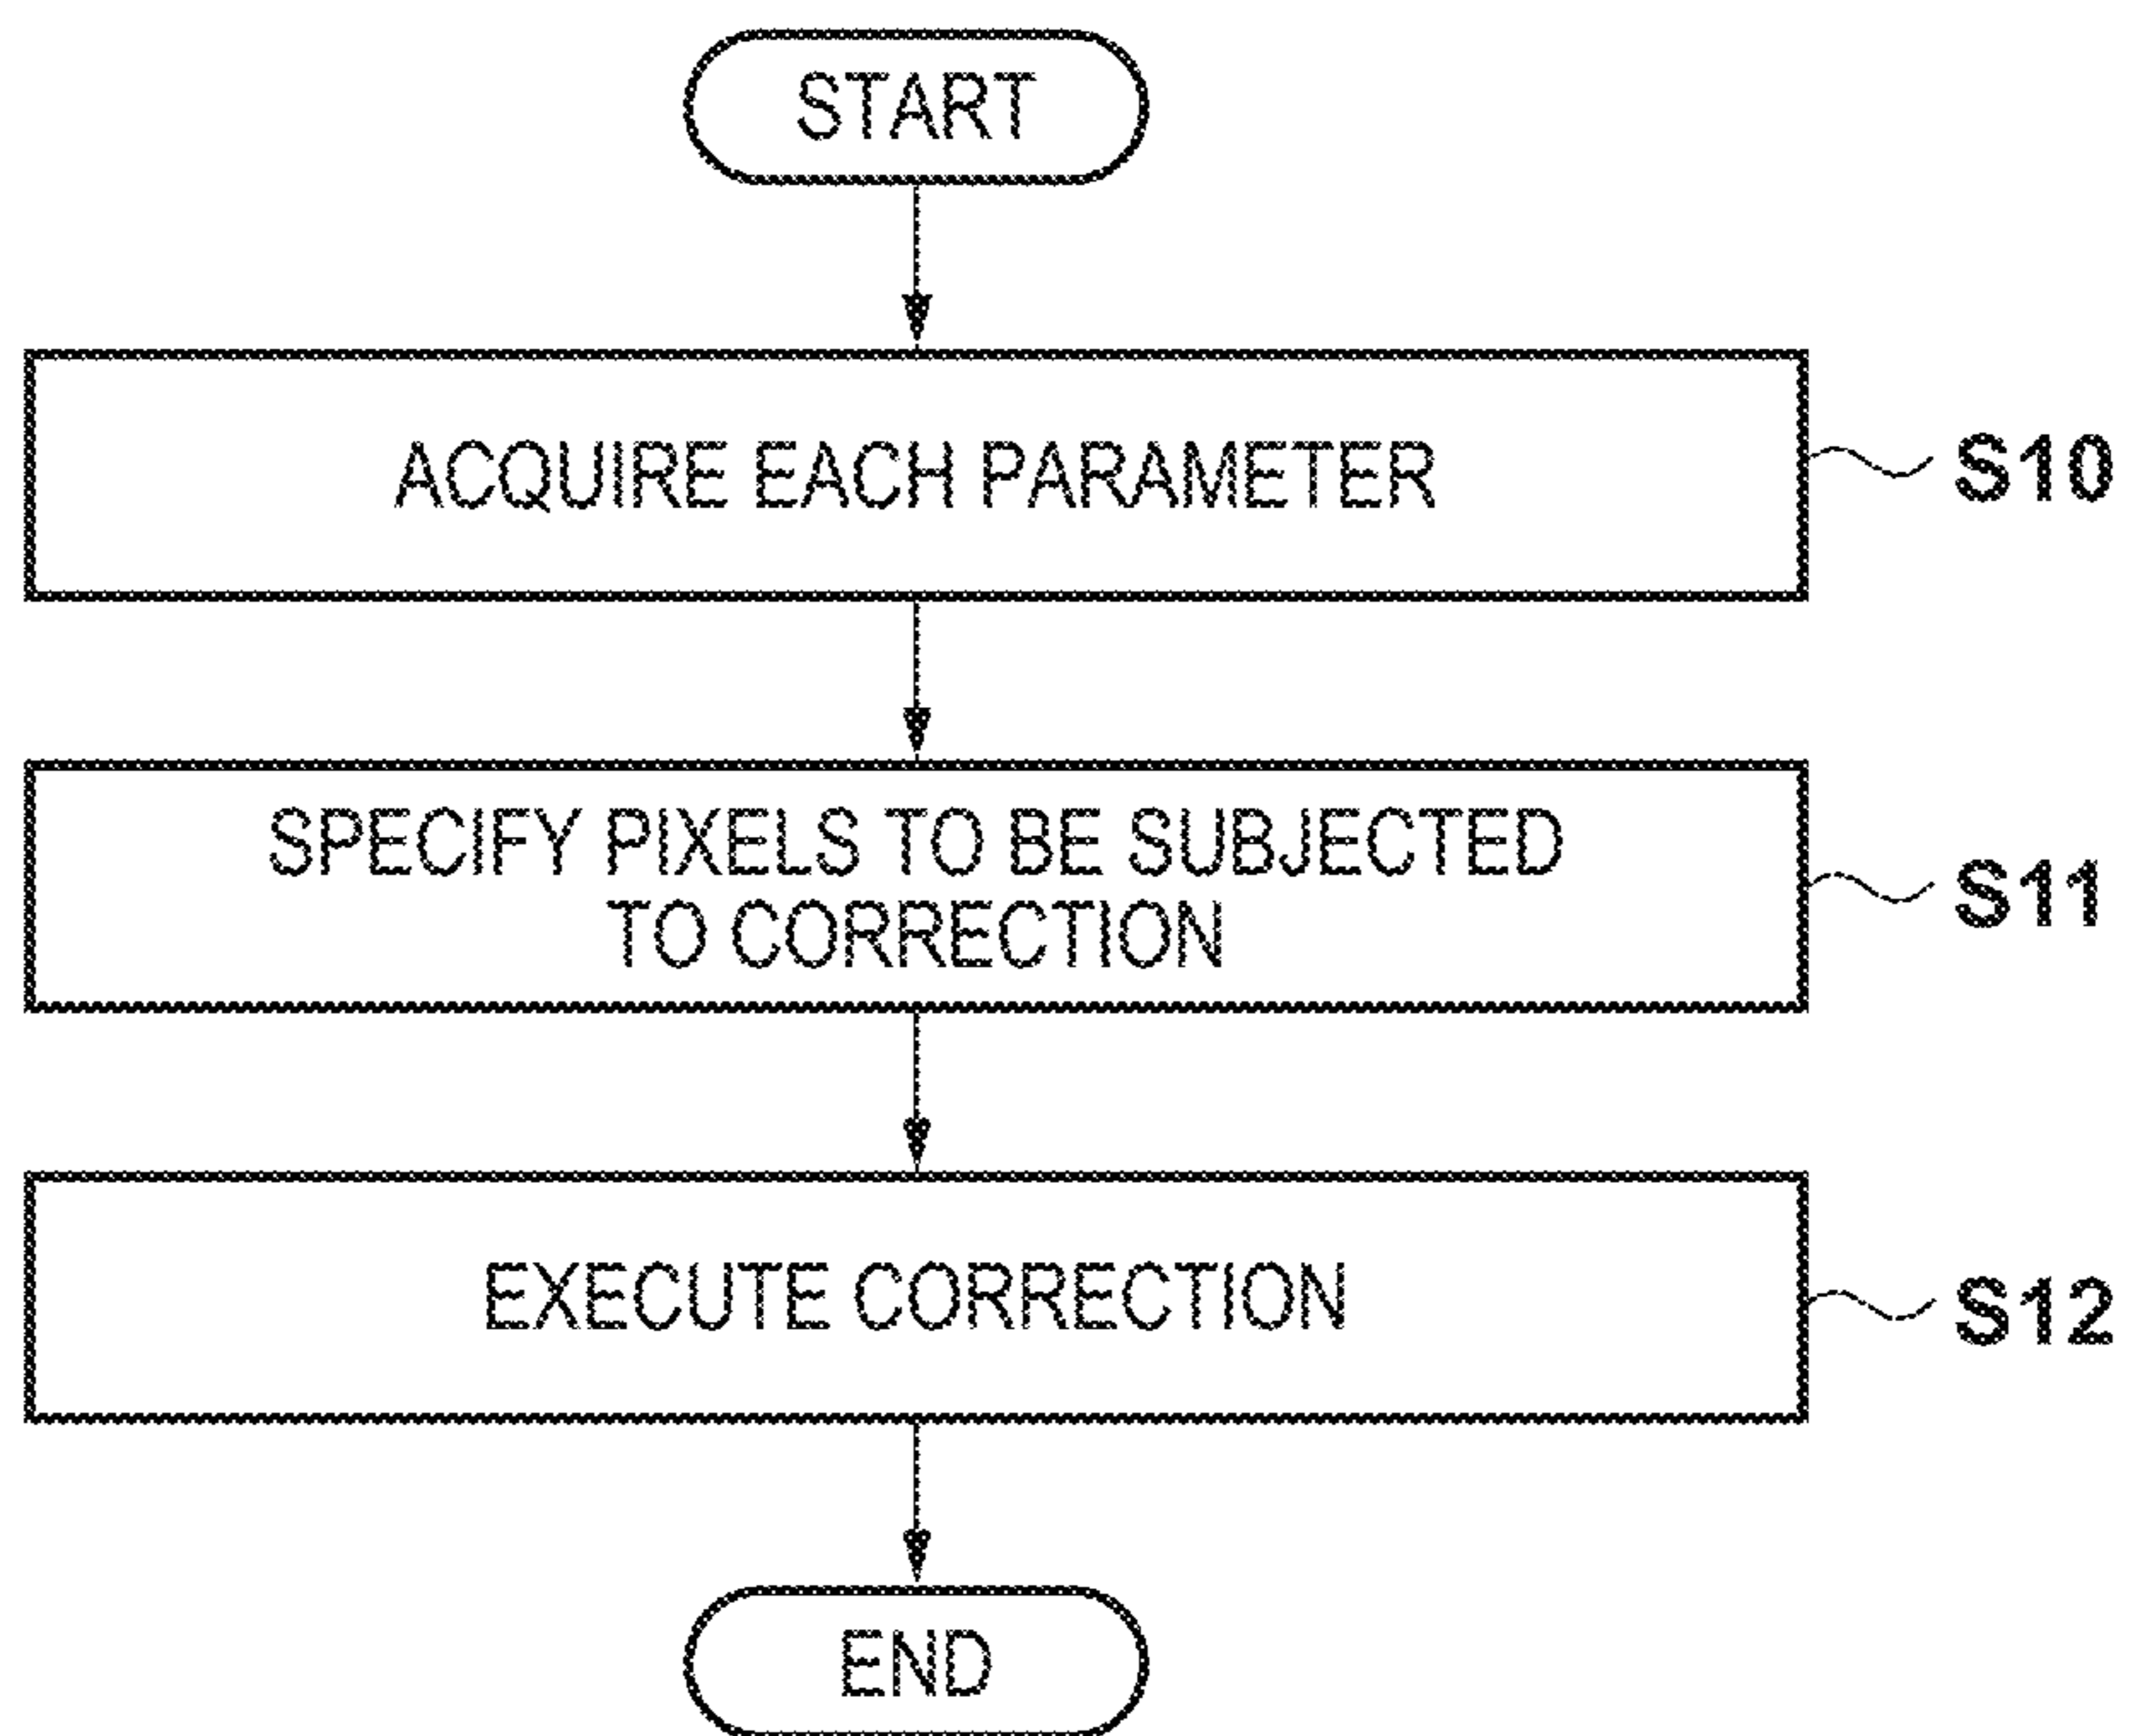 START
ACQUIRE EACH PARAMETER
S10
SPECIFY PIXELS TO BE SUBJECTED
TO CORRECTION
S11
EXECUTE CORRECTION
S12
END